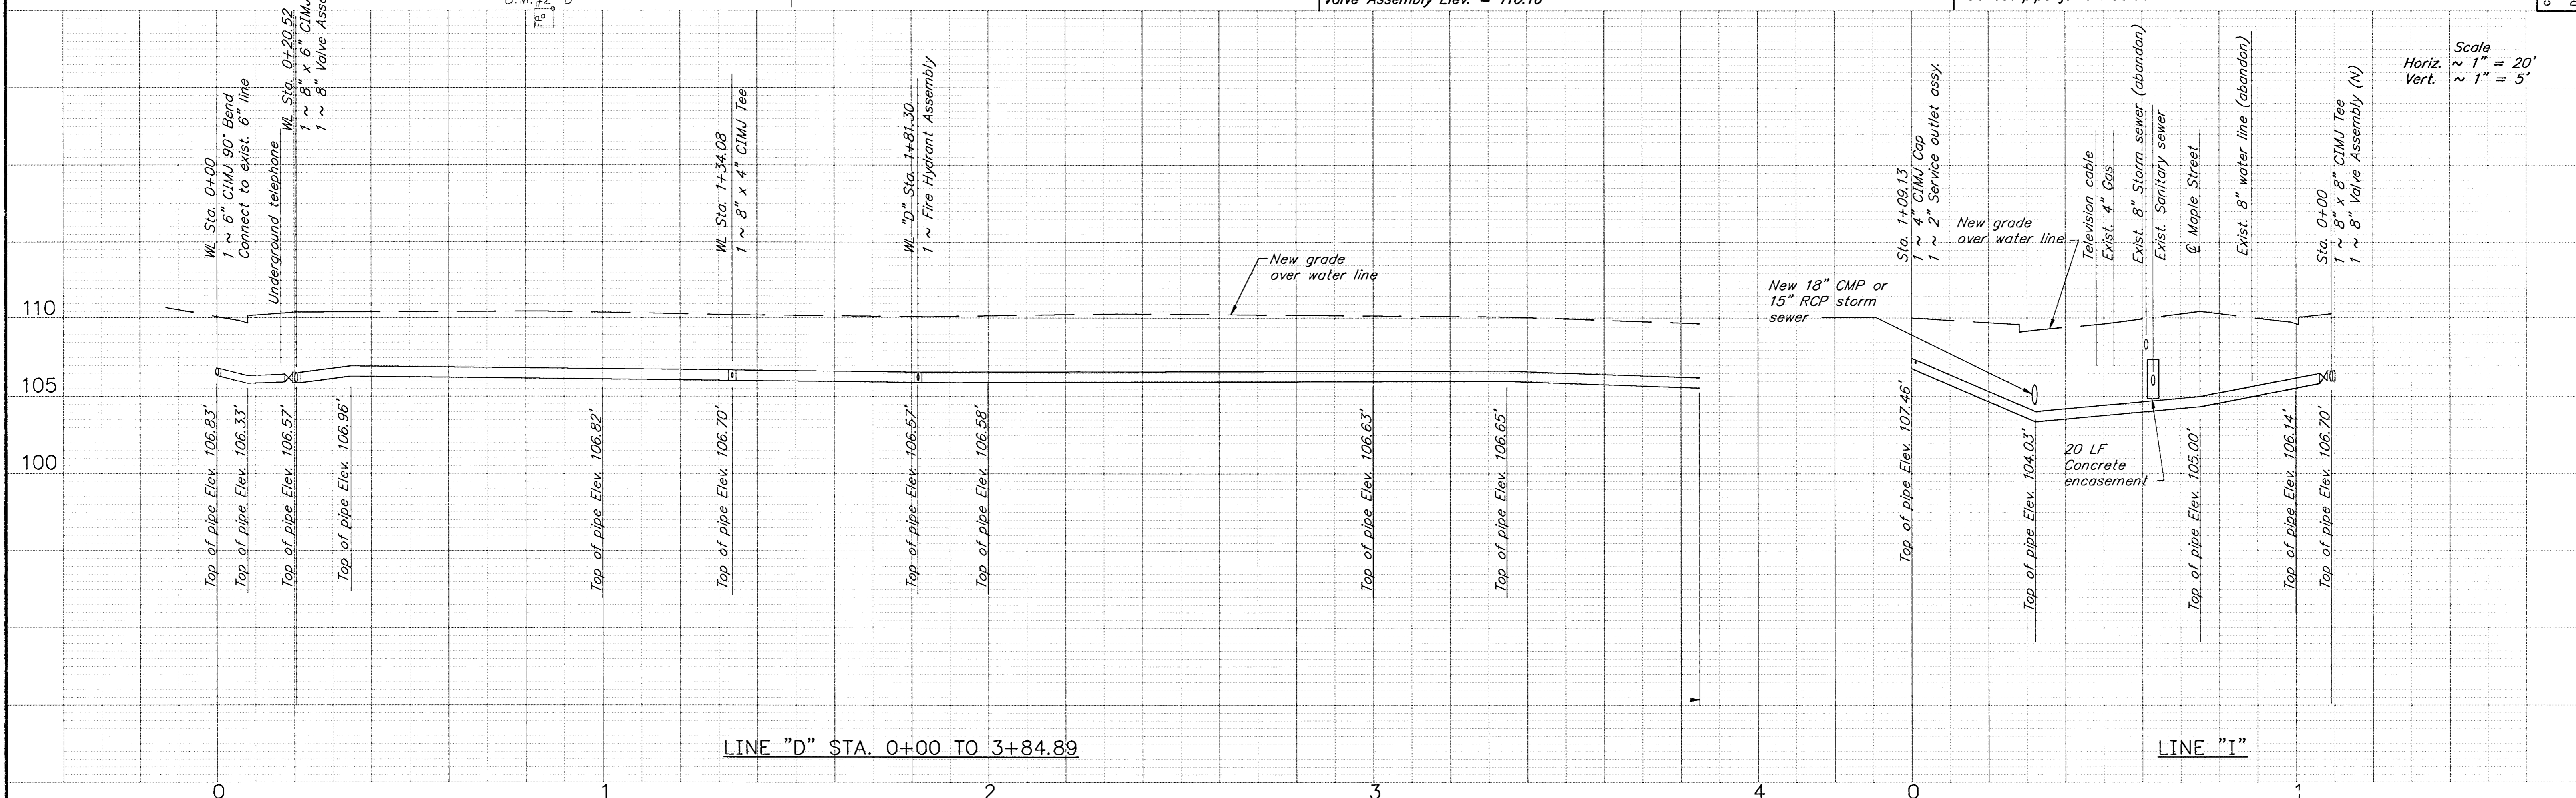 Valve Assembly Elev. = 110.10
WL Sta. 0+00
1 ~ 6" CIMJ 90° Bend
Connect to exist. 6" line
Underground telephone
WL Sta. 0+20.52
1 ~ 8" x 6" CIMJ
1 ~ 8" Valve
WL Sta. 1+34.08
1 ~ 8" x 4" CIMJ Tee
WL "D" Sta. 1+81.30
1 ~ Fire Hydrant Assembly
New grade
over water line
New 18" CMP or
15" RCP storm
sewer
Sta. 1+09.13
1 ~ 4" CIMJ Cap
1 ~ 2" Service outlet assy.
New grade
over water line
Television cable
Exist. 4" Gas
Exist. 8" Storm sewer (abandon)
Exist. Sanitary sewer
℄ Maple Street
Exist. 8" water line (abandon)
Sta. 0+00
1 ~ 8" x 8" CIMJ Tee
1 ~ 8" Valve Assembly (N)
Scale
Horiz. ~ 1" = 20'
Vert. ~ 1" = 5'
110
105
100
Top of pipe Elev. 106.83'
Top of pipe Elev. 106.33'
Top of pipe Elev. 106.57'
Top of pipe Elev. 106.96'
Top of pipe Elev. 106.82'
Top of pipe Elev. 106.70'
Top of pipe Elev. 106.57'
Top of pipe Elev. 106.58'
Top of pipe Elev. 106.63'
Top of pipe Elev. 106.65'
Top of pipe Elev. 107.46'
Top of pipe Elev. 104.03'
20 LF
Concrete
encasement
Top of pipe Elev. 105.00'
Top of pipe Elev. 106.14'
Top of pipe Elev. 106.70'
LINE "D" STA. 0+00 TO 3+84.89
LINE "I"
0 1 2 3 4 0 1